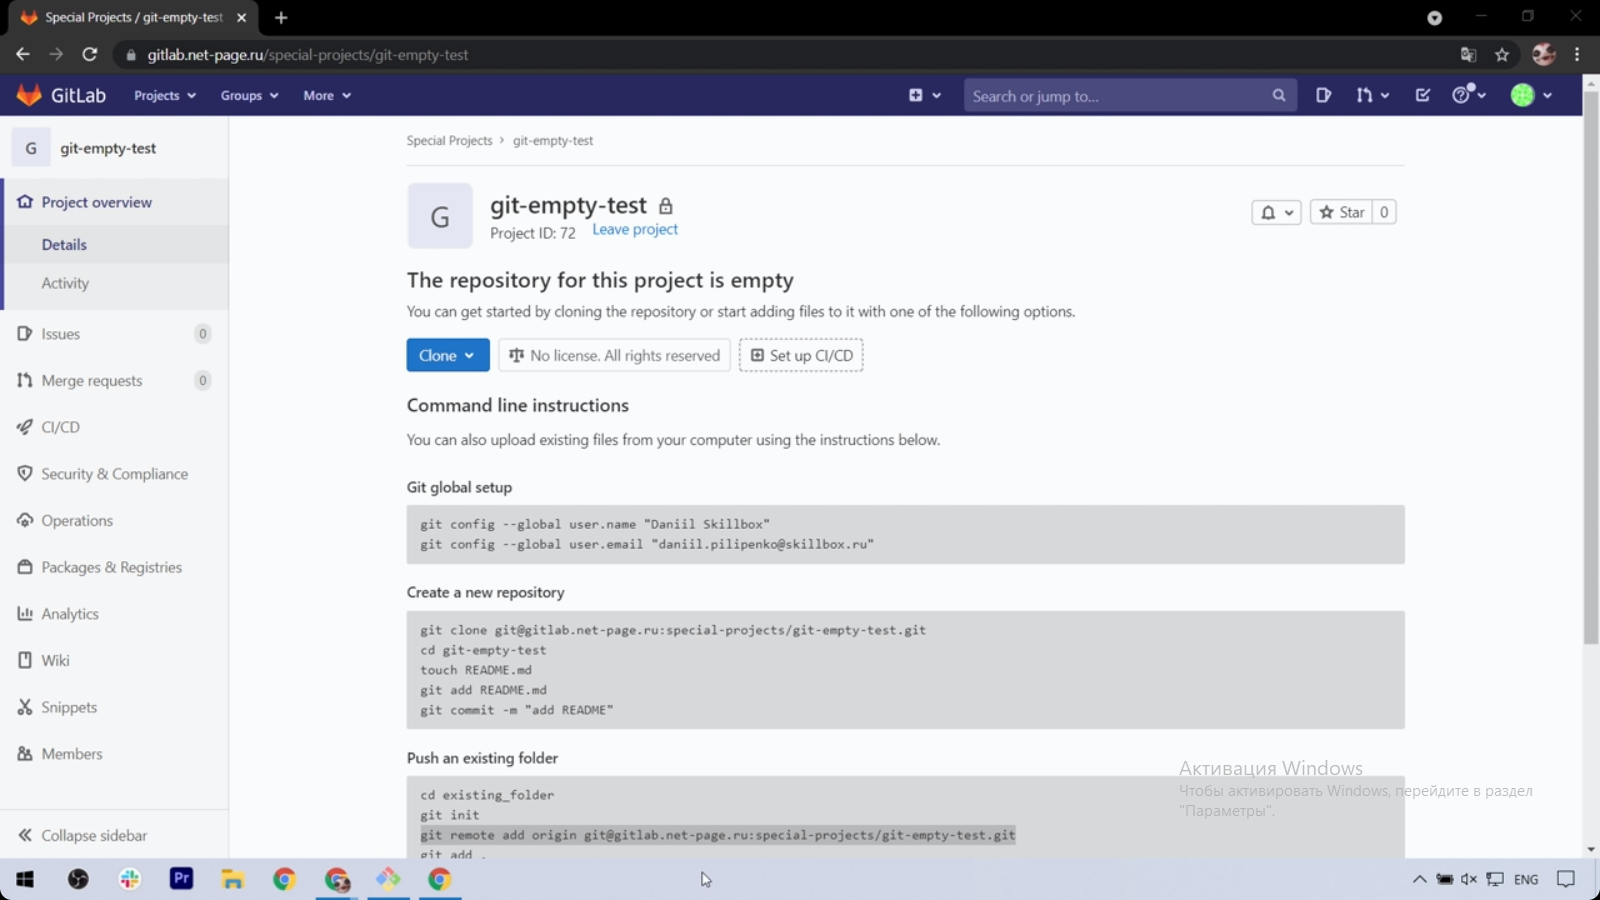 Special Projects / git-empty-test
gitlab.net-page.ru/special-projects/git-empty-test
GitLab
Projects
Groups
More
Search or jump to...
G
git-empty-test
Project overview
Details
Activity
Issues
0
Merge requests
0
CI/CD
Security & Compliance
Operations
Packages & Registries
Analytics
Wiki
Snippets
Members
Collapse sidebar
Special Projects > git-empty-test
G
git-empty-test
Project ID: 72
Leave project
Star
0
The repository for this project is empty
You can get started by cloning the repository or start adding files to it with one of the following options.
Clone
No license. All rights reserved
Set up CI/CD
Command line instructions
You can also upload existing files from your computer using the instructions below.
Git global setup
git config --global user.name "Daniil Skillbox"
git config --global user.email "daniil.pilipenko@skillbox.ru"
Create a new repository
git clone git@gitlab.net-page.ru:special-projects/git-empty-test.git
cd git-empty-test
touch README.md
git add README.md
git commit -m "add README"
Push an existing folder
cd existing_folder
git init
git remote add origin git@gitlab.net-page.ru:special-projects/git-empty-test.git
git add .
Активация Windows
Чтобы активировать Windows, перейдите в раздел
"Параметры".
Pr
ENG